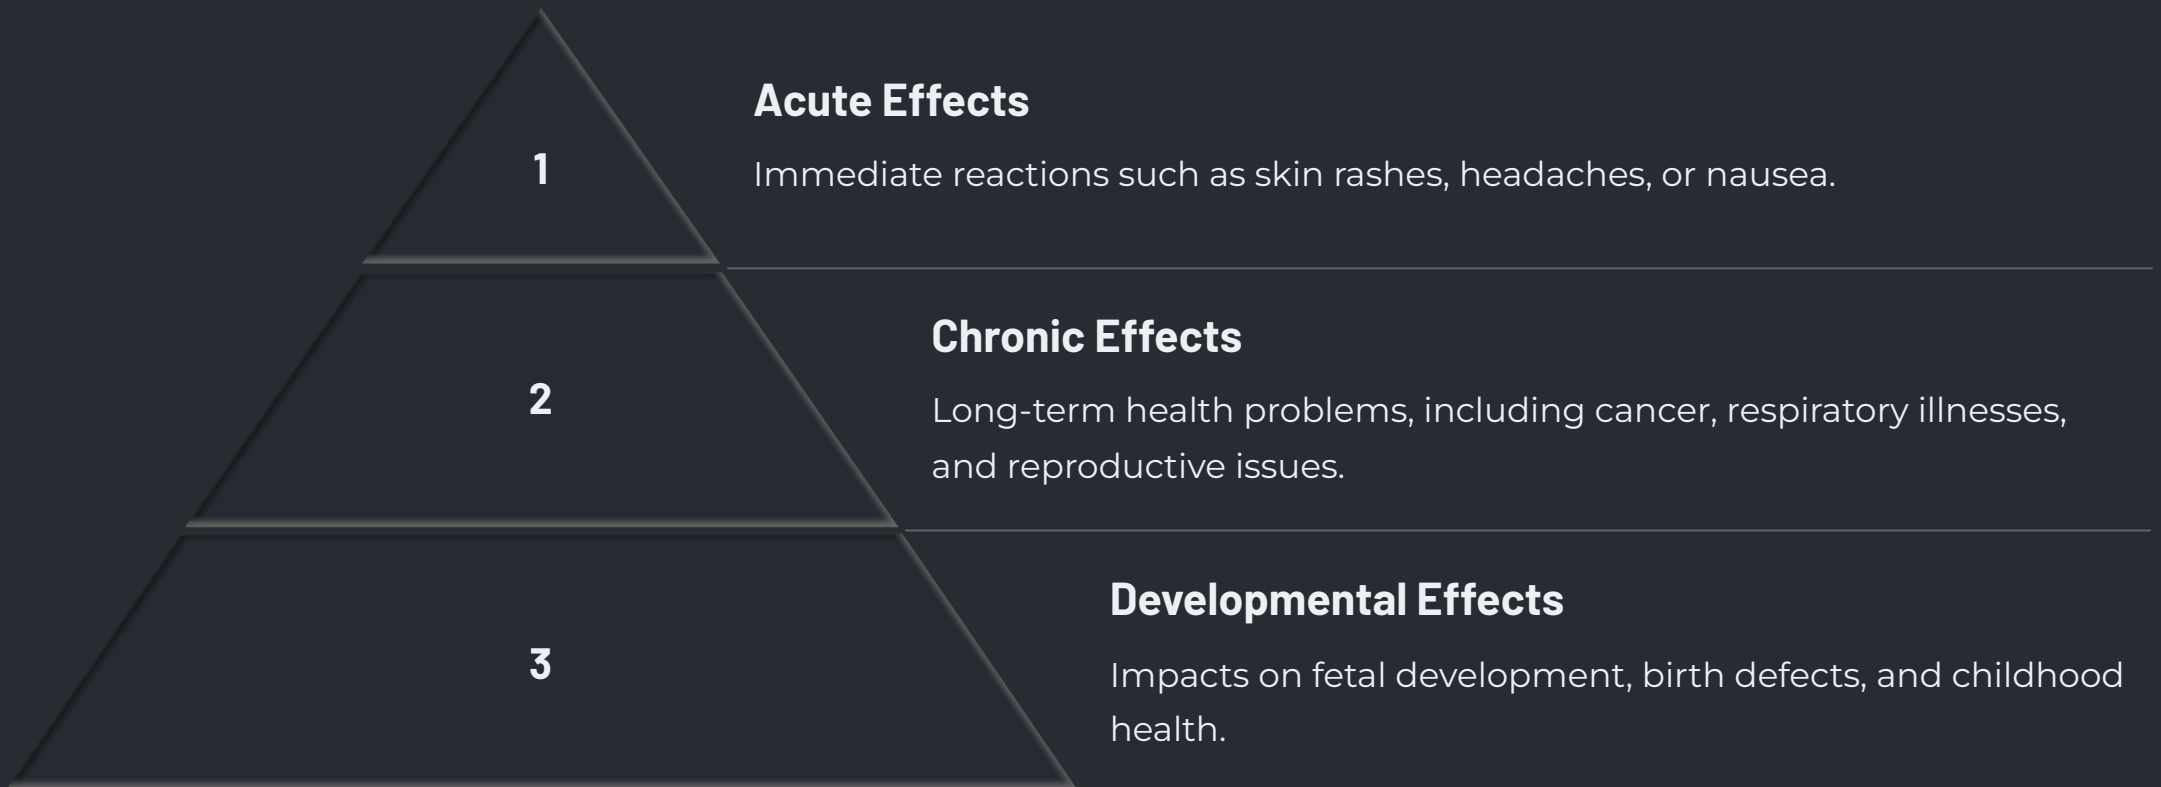 1
Acute Effects
Immediate reactions such as skin rashes, headaches, or nausea.
2
Chronic Effects
Long-term health problems, including cancer, respiratory illnesses,
and reproductive issues.
3
Developmental Effects
Impacts on fetal development, birth defects, and childhood
health.